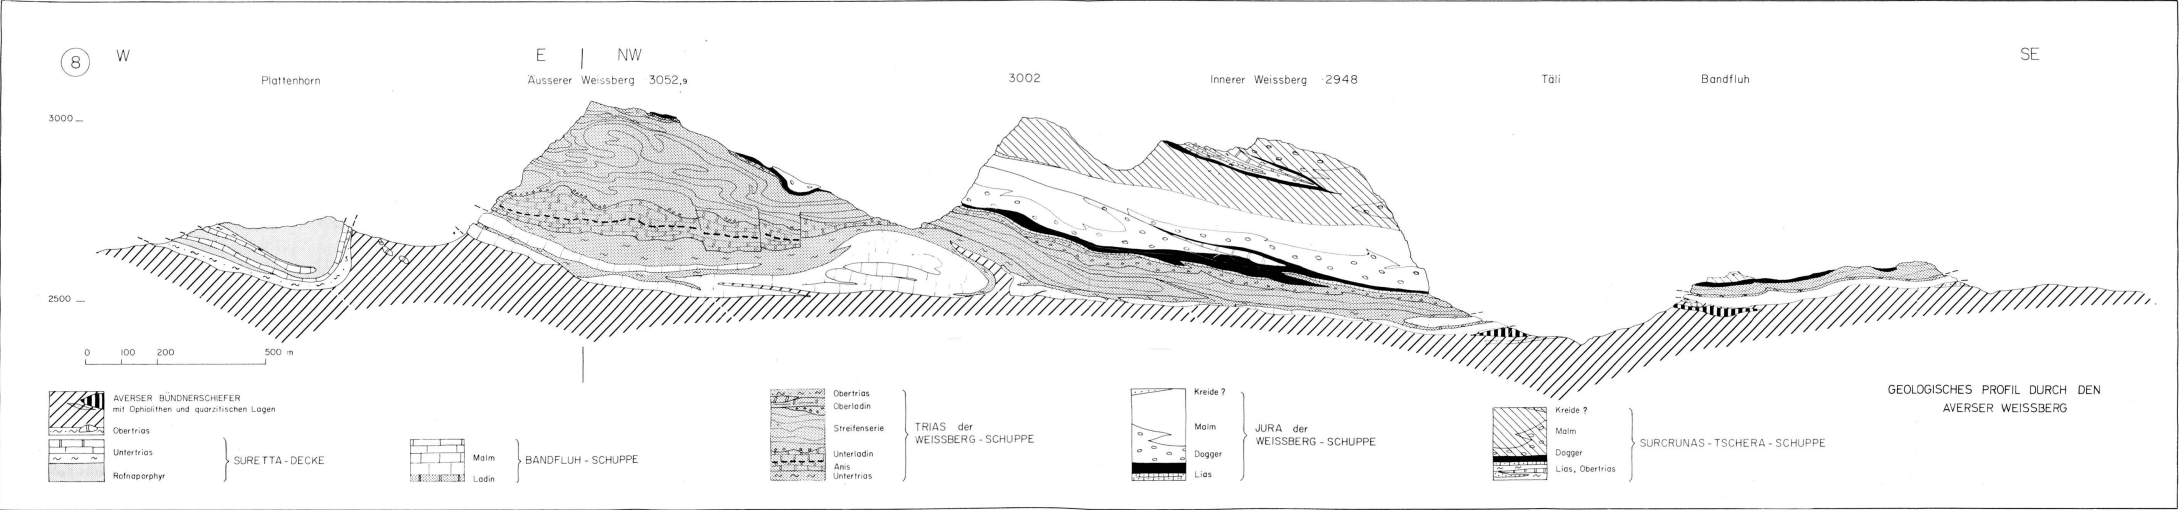 8
W
E | NW
SE
Plattenhorn
Äusserer Weissberg 3052,9
3002
Innerer Weissberg 2948
Täli
Bandfluh
3000
2500
0 100 200 500 m
AVERSER BÜNDNERSCHIEFER
mit Ophiolithen und quarzitischen Lagen
Obertrias
Untertrias
Rofnaporphyr
SURETTA-DECKE
Malm
Ladin
BANDFLUH-SCHUPPE
Obertrias
Oberladin
Streifenserie
Unterladin
Anis
Untertrias
TRIAS der
WEISSBERG-SCHUPPE
Kreide ?
Malm
Dogger
Lias
JURA der
WEISSBERG-SCHUPPE
Kreide ?
Malm
Dogger
Lias, Obertrias
SURCRUNAS-TSCHERA-SCHUPPE
GEOLOGISCHES PROFIL DURCH DEN
AVERSER WEISSBERG